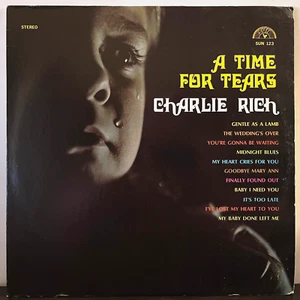 STEREO
SUN 123
A TIME
FOR TEARS
CHARLIE RICH
GENTLE AS A LAMB
THE WEDDING'S OVER
YOU'RE GONNA BE WAITING
MIDNIGHT BLUES
MY HEART CRIES FOR YOU
GOODBYE MARY ANN
FINALLY FOUND OUT
BABY I NEED YOU
IT'S TOO LATE
I'VE LOST MY HEART TO YOU
MY BABY DONE LEFT ME